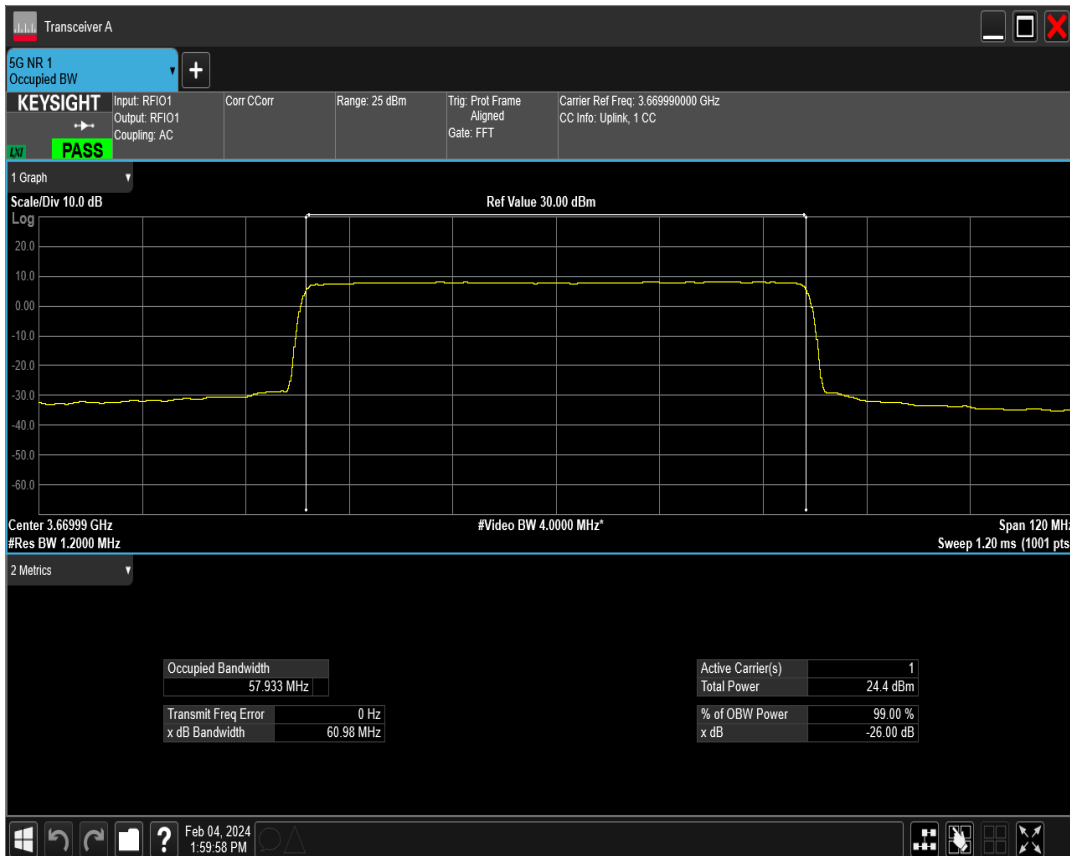 Transceiver A
5G NR 1
Occupied BW
+
KEYSIGHT
LXI
PASS
Input: RFIO1
Output: RFIO1
Coupling: AC
Corr CCorr
Range: 25 dBm
Trig: Prot Frame
Aligned
Gate: FFT
Carrier Ref Freq: 3.669990000 GHz
CC Info: Uplink, 1 CC
1 Graph
Scale/Div 10.0 dB
Ref Value 30.00 dBm
Log
20.0
10.0
0.00
-10.0
-20.0
-30.0
-40.0
-50.0
-60.0
Center 3.66999 GHz
#Video BW 4.0000 MHz*
Span 120 MHz
#Res BW 1.2000 MHz
Sweep 1.20 ms (1001 pts
2 Metrics
Occupied Bandwidth
57.933 MHz
Transmit Freq Error 0 Hz
x dB Bandwidth 60.98 MHz
Active Carrier(s) 1
Total Power 24.4 dBm
% of OBW Power 99.00 %
x dB -26.00 dB
?
Feb 04, 2024
1:59:58 PM